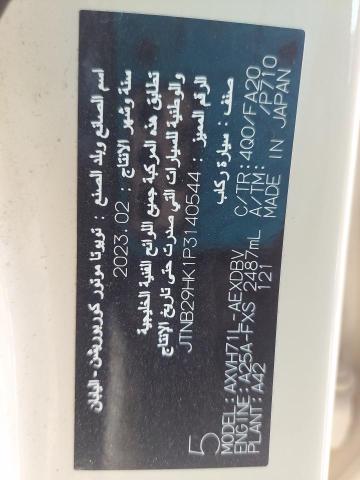 اسم الصانع وبلد الصنع : تويوتا موتور كوربوريشن - اليابان
سنة وشهر الانتاج : 2023.02
تطابق هذه المركبة جميع اللوائح الفنية الخليجية
والوطنية للسيارات التي صدرت حتى تاريخ الإنتاج
الرقم المميز : JTNB29HK1P3140544
صنف : سيارة ركاب
5
MODEL:AXVH71L-AEXDBV C/TR:4Q0/FA20
ENGINE:A25A-FXS 2487mL A/TM: /P710
PLANT:A42 121 MADE IN JAPAN